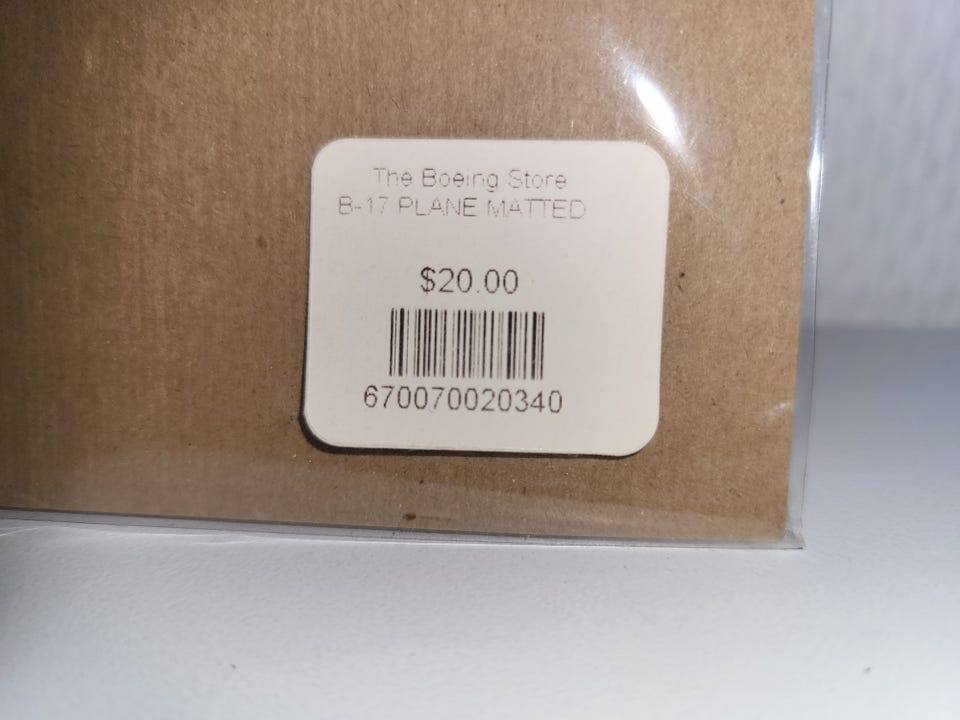 The Boeing Store
B-17 PLANE MATTED
$20.00
670070020340